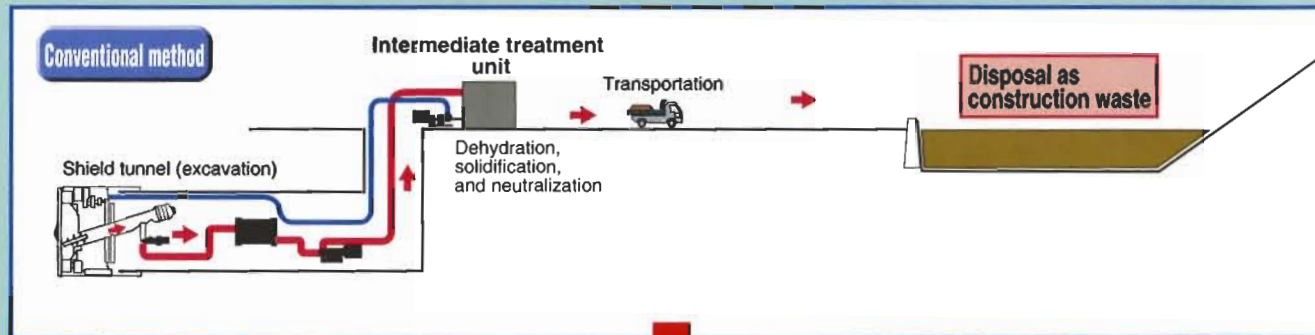 Conventional method
Intermediate treatment
unit
Transportation
Disposal as
construction waste
Dehydration,
solidification,
and neutralization
Shield tunnel (excavation)